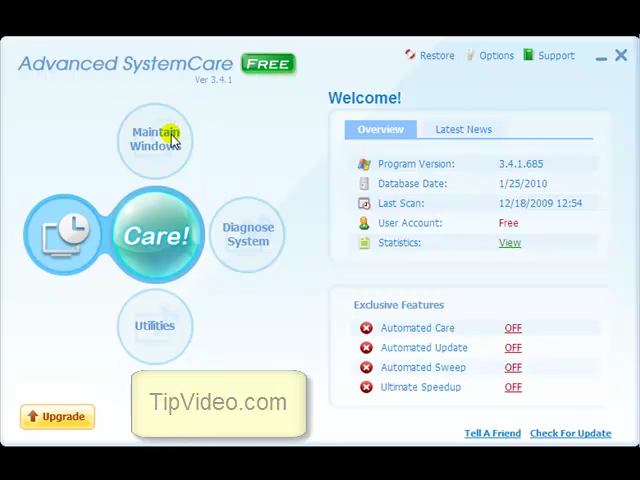 Advanced SystemCare FREE
Ver 3.4.1
Restore Options Support
Welcome!
Overview Latest News
Program Version: 3.4.1.685
Database Date: 1/25/2010
Last Scan: 12/18/2009 12:54
User Account: Free
Statistics: View
Maintain
Windows
Care!
Diagnose
System
Utilities
Exclusive Features
Automated Care OFF
Automated Update OFF
Automated Sweep OFF
Ultimate Speedup OFF
TipVideo.com
Upgrade
Tell A Friend Check For Update